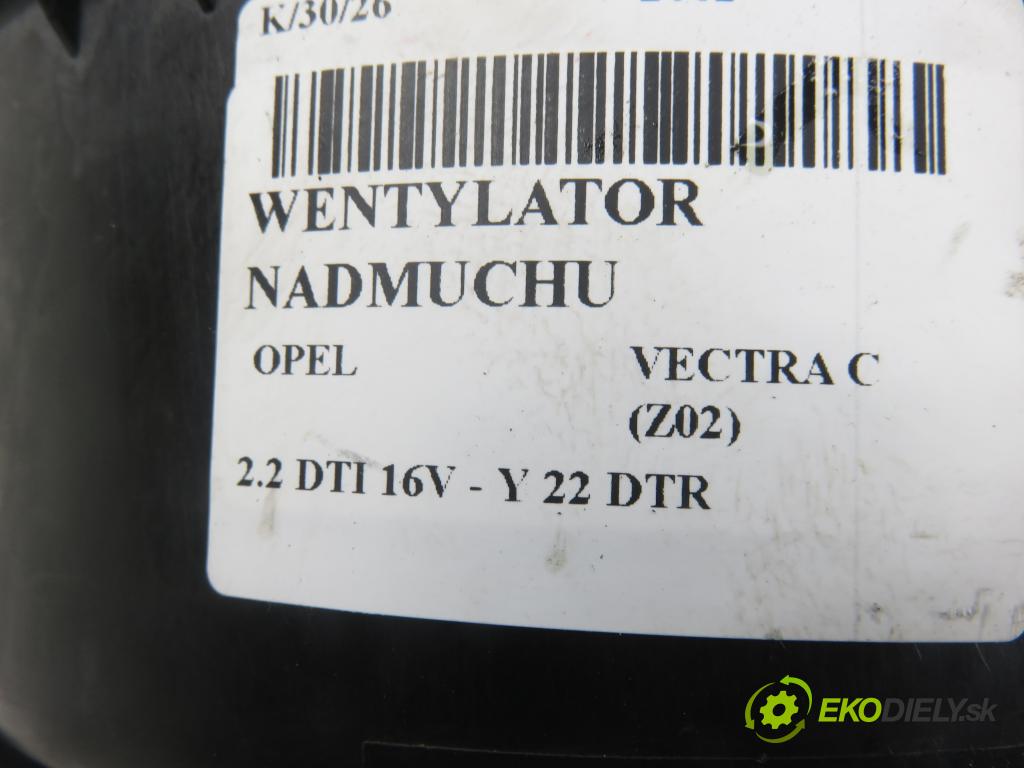 K/30/26
WENTYLATOR
NADMUCHU
OPEL VECTRA C
(Z02)
2.2 DTI 16V - Y 22 DTR
EKODIELY.sk